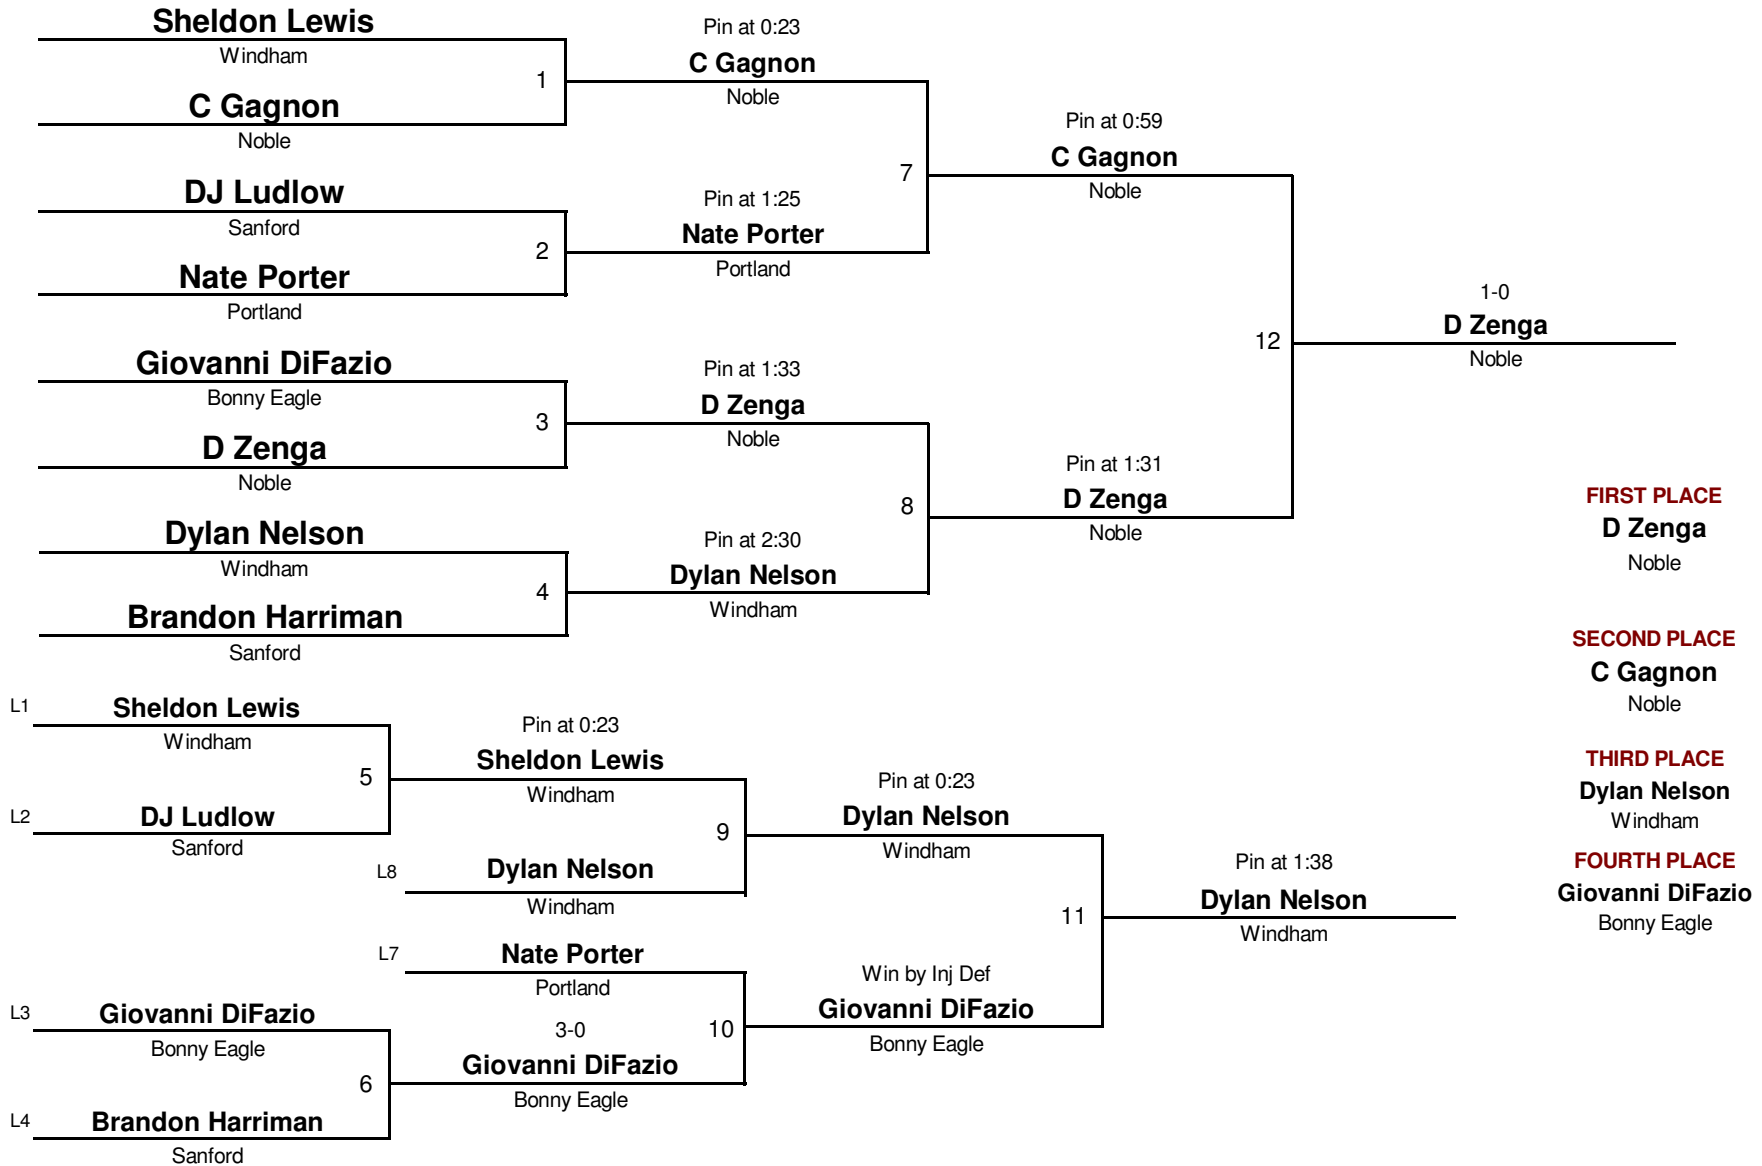 Sheldon Lewis
Windham
1
C Gagnon
Noble
DJ Ludlow
Sanford
2
Nate Porter
Portland
Giovanni DiFazio
Bonny Eagle
3
D Zenga
Noble
Dylan Nelson
Windham
4
Brandon Harriman
Sanford
Pin at 0:23
C Gagnon
Noble
7
Pin at 1:25
Nate Porter
Portland
Pin at 1:33
D Zenga
Noble
8
Pin at 2:30
Dylan Nelson
Windham
Pin at 0:59
C Gagnon
Noble
12
Pin at 1:31
D Zenga
Noble
1-0
D Zenga
Noble
L1
Sheldon Lewis
Windham
5
L2
DJ Ludlow
Sanford
Pin at 0:23
Sheldon Lewis
Windham
9
L8
Dylan Nelson
Windham
L7
Nate Porter
Portland
10
3-0
Giovanni DiFazio
Bonny Eagle
L3
Giovanni DiFazio
Bonny Eagle
6
L4
Brandon Harriman
Sanford
Pin at 0:23
Dylan Nelson
Windham
11
Win by Inj Def
Giovanni DiFazio
Bonny Eagle
Pin at 1:38
Dylan Nelson
Windham
FIRST PLACE
D Zenga
Noble
SECOND PLACE
C Gagnon
Noble
THIRD PLACE
Dylan Nelson
Windham
FOURTH PLACE
Giovanni DiFazio
Bonny Eagle